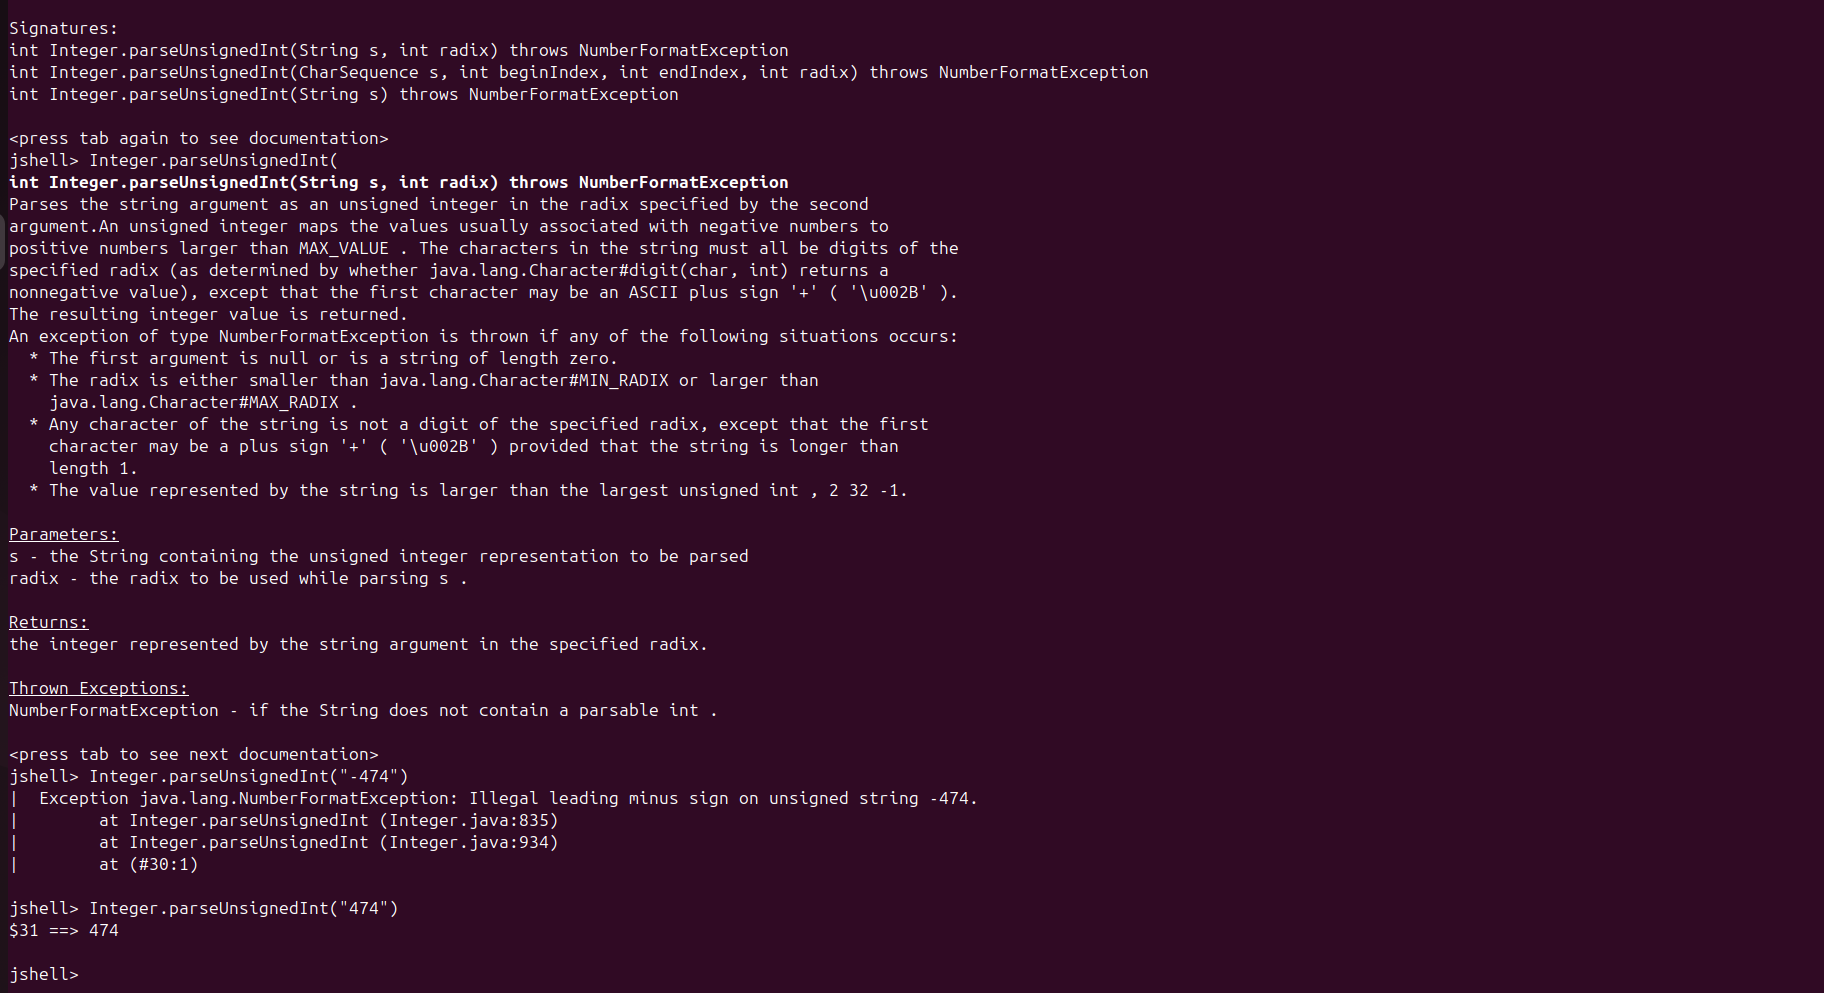 Signatures:
int Integer.parseUnsignedInt(String s, int radix) throws NumberFormatException
int Integer.parseUnsignedInt(CharSequence s, int beginIndex, int endIndex, int radix) throws NumberFormatException
int Integer.parseUnsignedInt(String s) throws NumberFormatException

<press tab again to see documentation>
jshell> Integer.parseUnsignedInt(
int Integer.parseUnsignedInt(String s, int radix) throws NumberFormatException
Parses the string argument as an unsigned integer in the radix specified by the second
argument.An unsigned integer maps the values usually associated with negative numbers to
positive numbers larger than MAX_VALUE . The characters in the string must all be digits of the
specified radix (as determined by whether java.lang.Character#digit(char, int) returns a
nonnegative value), except that the first character may be an ASCII plus sign '+' ( '\u002B' ).
The resulting integer value is returned.
An exception of type NumberFormatException is thrown if any of the following situations occurs:
  * The first argument is null or is a string of length zero.
  * The radix is either smaller than java.lang.Character#MIN_RADIX or larger than
    java.lang.Character#MAX_RADIX .
  * Any character of the string is not a digit of the specified radix, except that the first
    character may be a plus sign '+' ( '\u002B' ) provided that the string is longer than
    length 1.
  * The value represented by the string is larger than the largest unsigned int , 2 32 -1.

Parameters:
s - the String containing the unsigned integer representation to be parsed
radix - the radix to be used while parsing s .

Returns:
the integer represented by the string argument in the specified radix.

Thrown Exceptions:
NumberFormatException - if the String does not contain a parsable int .

<press tab to see next documentation>
jshell> Integer.parseUnsignedInt("-474")
|  Exception java.lang.NumberFormatException: Illegal leading minus sign on unsigned string -474.
|        at Integer.parseUnsignedInt (Integer.java:835)
|        at Integer.parseUnsignedInt (Integer.java:934)
|        at (#30:1)

jshell> Integer.parseUnsignedInt("474")
$31 ==> 474

jshell>